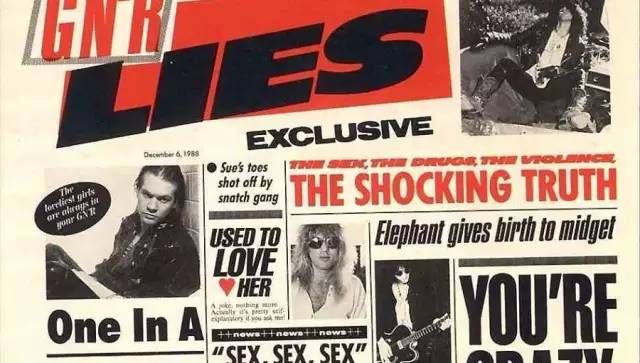 GN'R
LIES
EXCLUSIVE
December 6, 1988
The
loveliest girls
are always in
your GN'R
One In A
Sue's toes
shot off by
snatch gang
USED TO
LOVE
HER
A joke, nothing more.
Actually it's pretty self-
explanatory if you ask me!
news news news
"SEX, SEX, SEX"
THE SEX, THE DRUGS, THE VIOLENCE,
THE SHOCKING TRUTH
Elephant gives birth to midget
YOU'RE
CRAZY